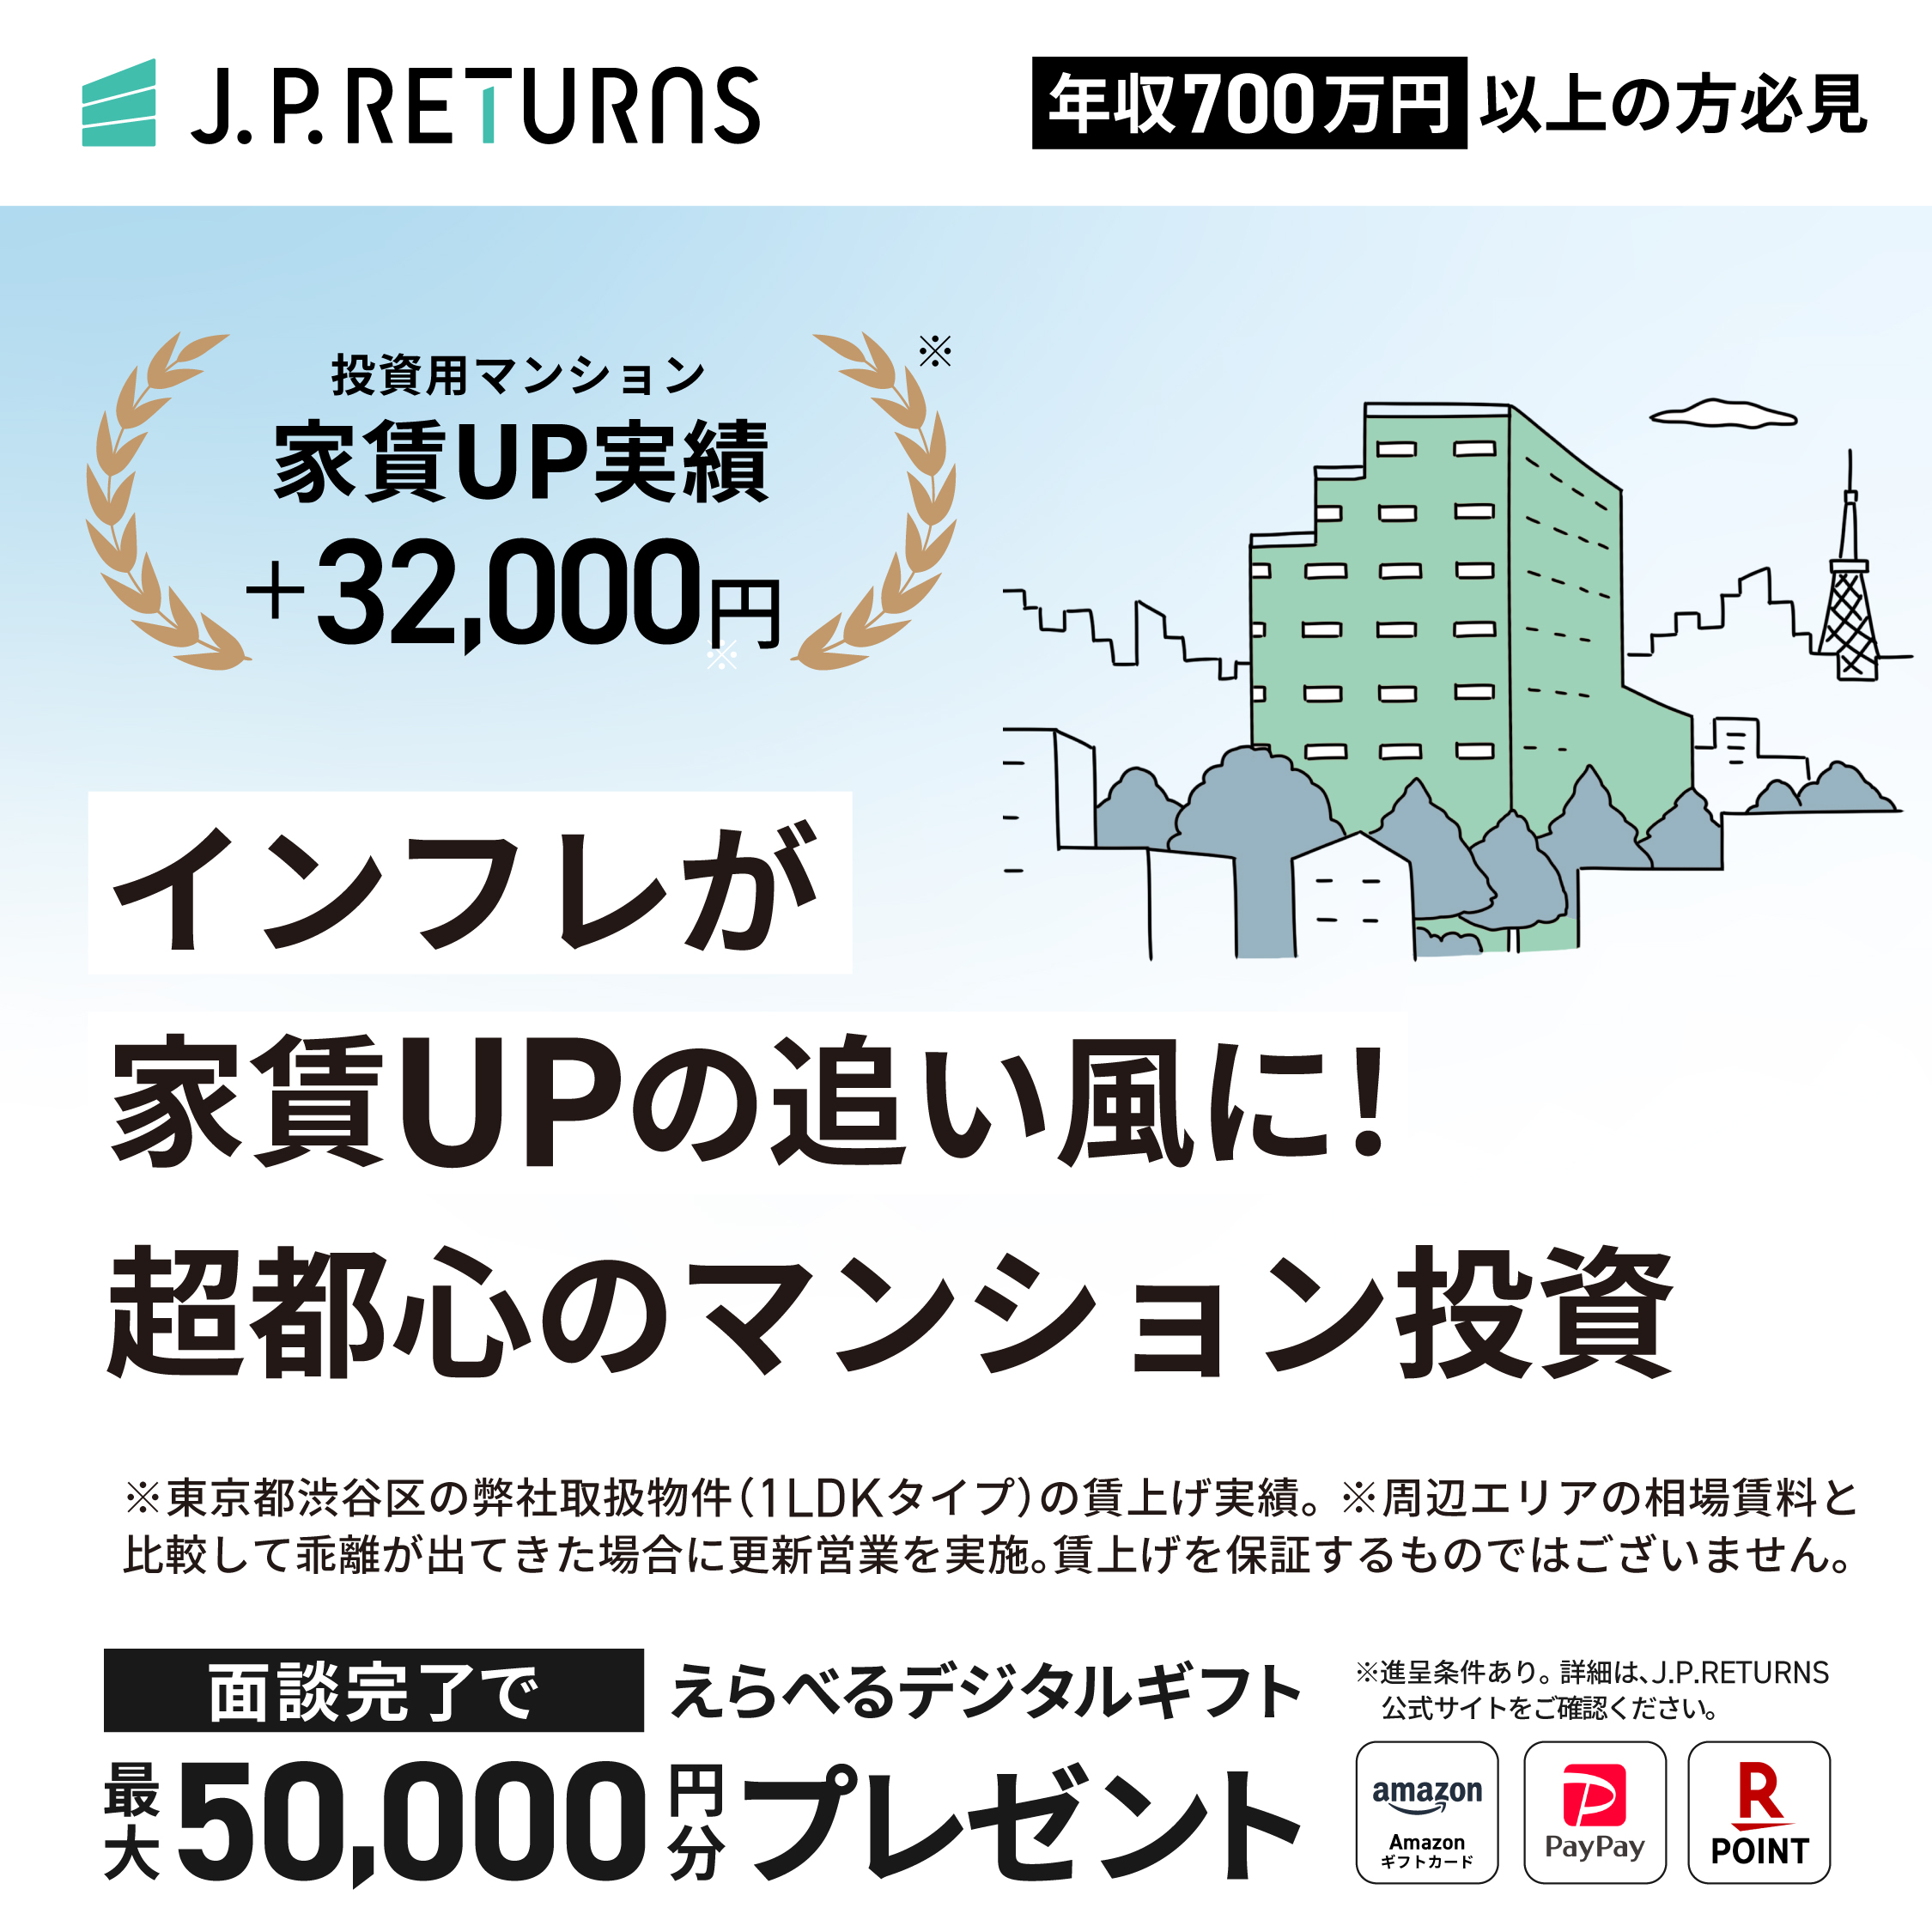 J.P.RETURNS
年収700万円以上の方必見
※
投資用マンション
家賃UP実績
+32,000円
※
インフレが
家賃UPの追い風に!
超都心のマンション投資
※東京都渋谷区の弊社取扱物件(1LDKタイプ)の賃上げ実績。※周辺エリアの相場賃料と
比較して乖離が出てきた場合に更新営業を実施。賃上げを保証するものではございません。
面談完了で
えらべるデジタルギフト
最大50,000円分プレゼント
※進呈条件あり。詳細は、J.P.RETURNS
公式サイトをご確認ください。
amazon
Amazon
ギフトカード
PayPay
R
POINT